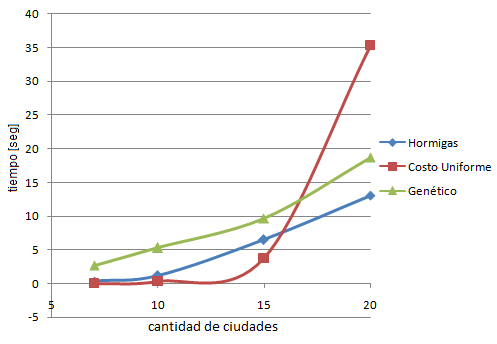 40
35
30
25
20
15
10
5
0
-5
tiempo [seg]
5 10 15 20
cantidad de ciudades
Hormigas
Costo Uniforme
Genético